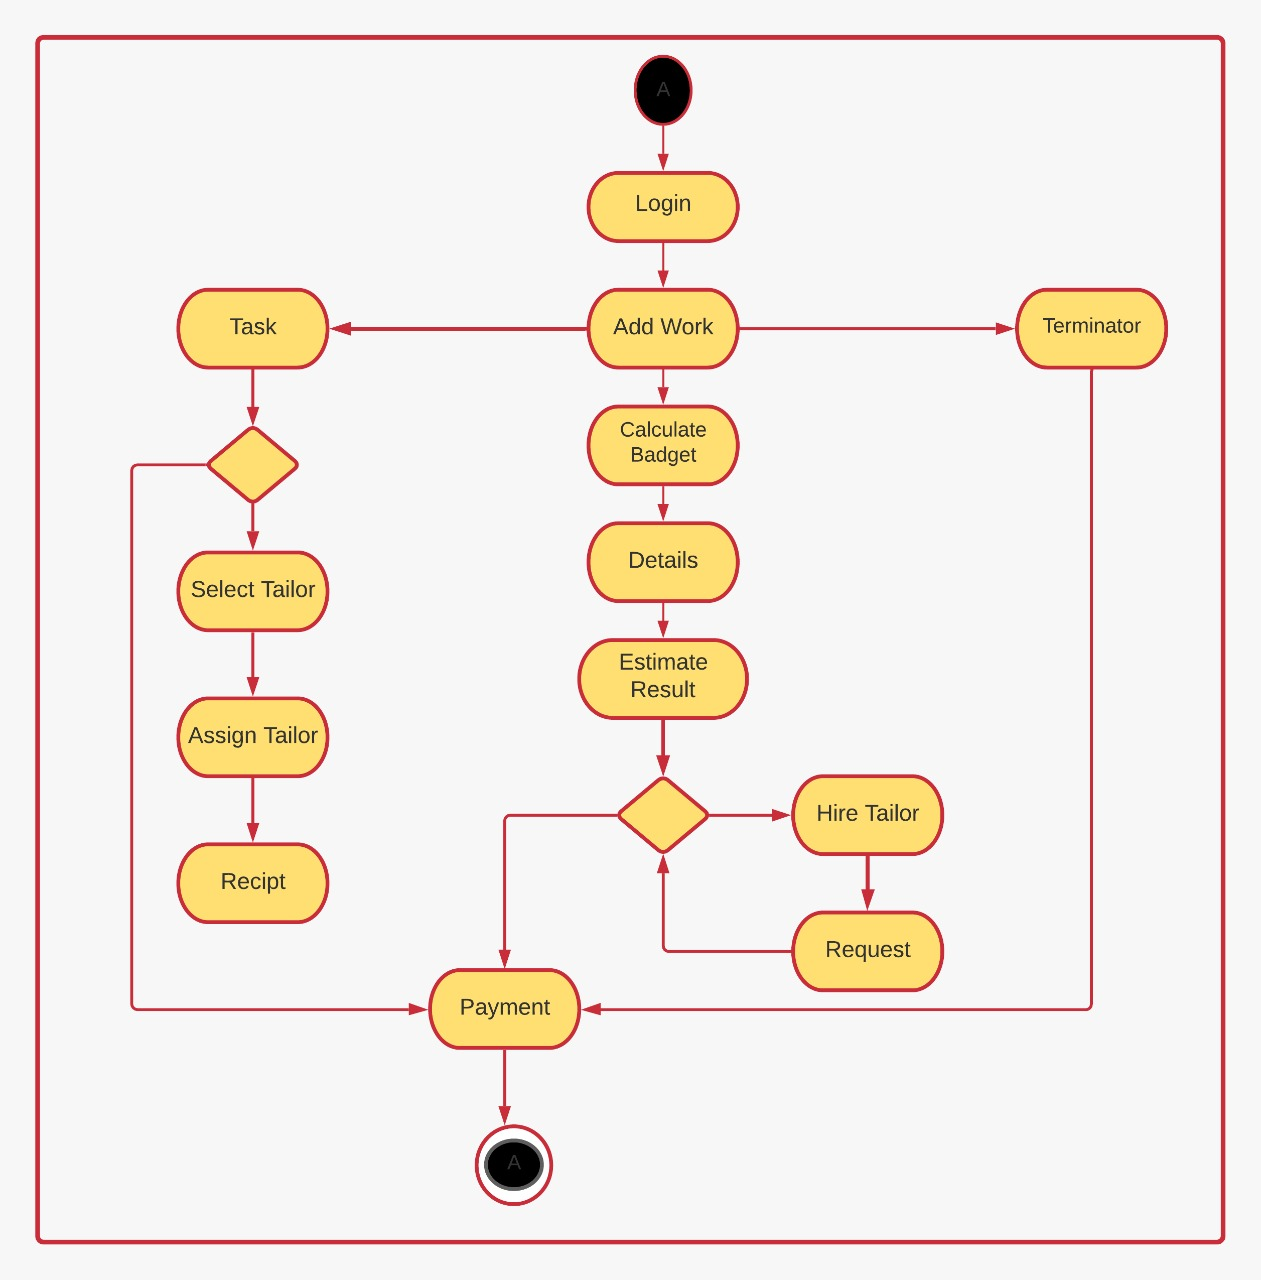 A
Login
Task
Add Work
Terminator
Calculate
Badget
Details
Select Tailor
Estimate
Result
Assign Tailor
Hire Tailor
Recipt
Request
Payment
A